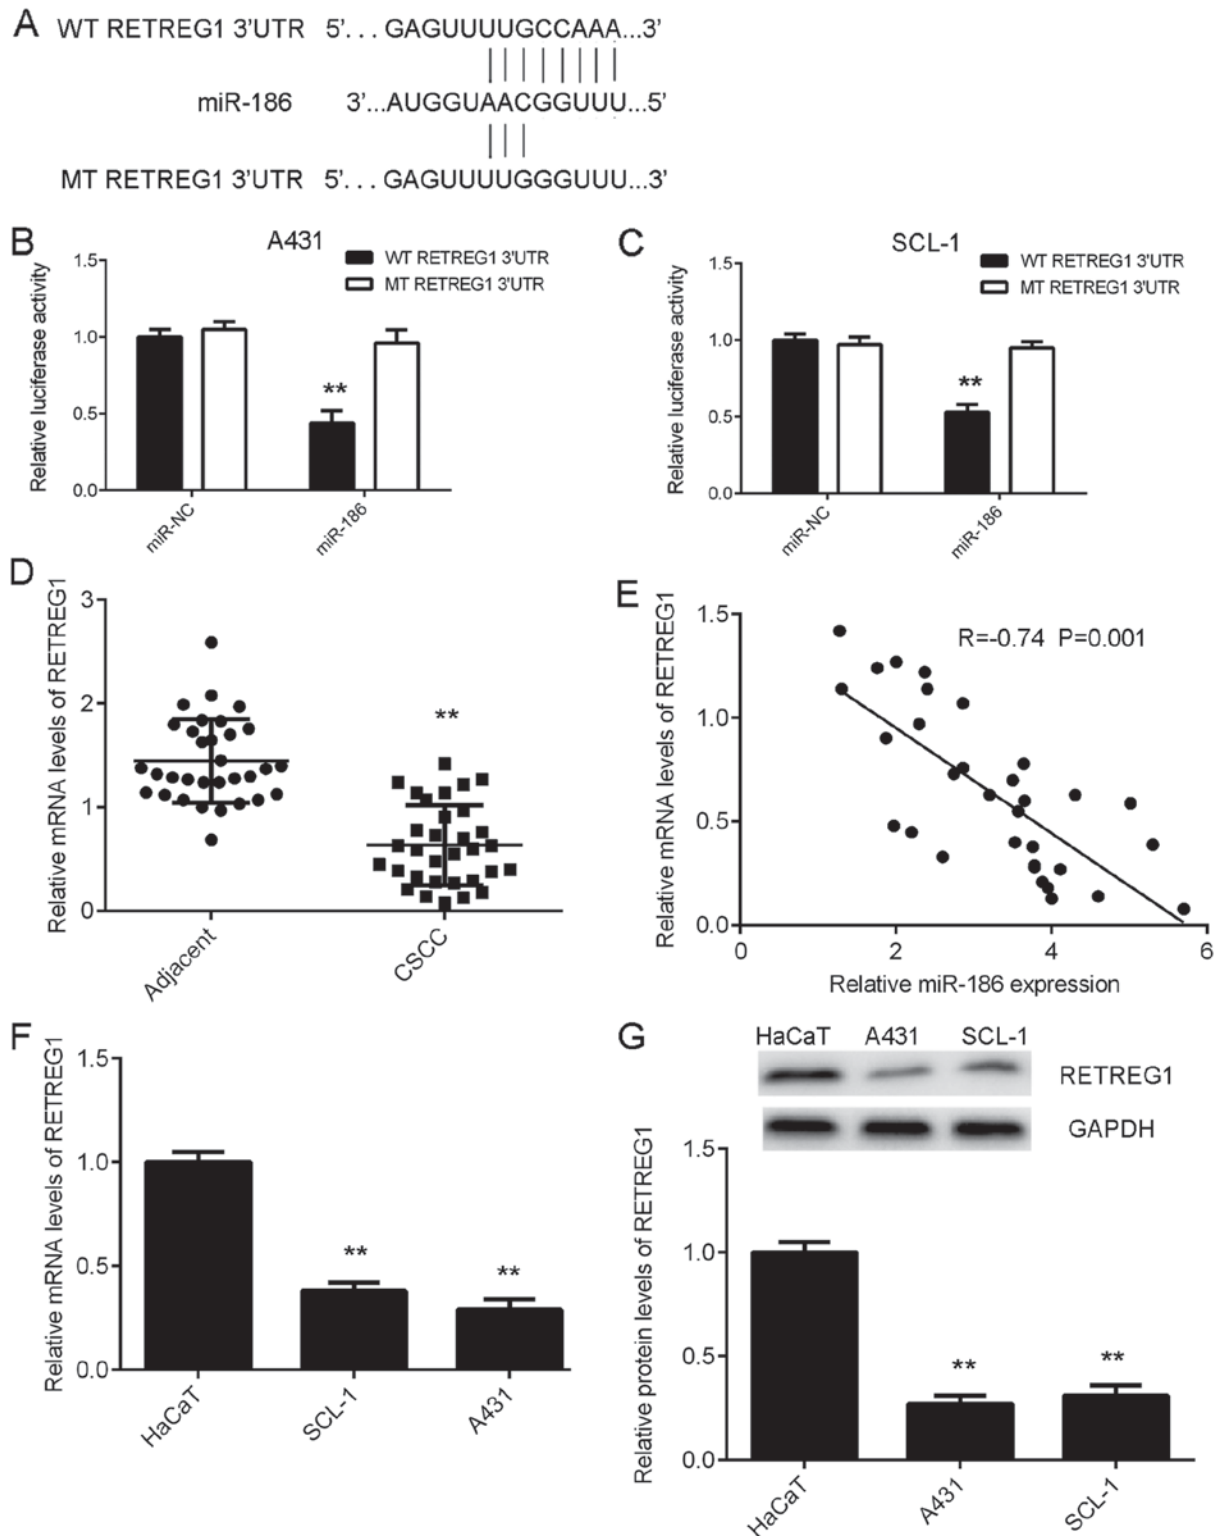 A WT RETREG1 3'UTR 5'...GAGUUUUGCCAAA...3'
miR-186 3'...AUGGUAACGGUUU...5'
MT RETREG1 3'UTR 5'...GAGUUUUGGGUUU...3'
B A431
WT RETREG1 3'UTR
MT RETREG1 3'UTR
Relative luciferase activity
1.5
1.0
0.5
0.0
**
miR-NC miR-186
C SCL-1
WT RETREG1 3'UTR
MT RETREG1 3'UTR
Relative luciferase activity
1.5
1.0
0.5
0.0
**
miR-NC miR-186
D
Relative mRNA levels of RETREG1
3
2
1
0
**
Adjacent CSCC
E
Relative mRNA levels of RETREG1
R=-0.74 P=0.001
1.5
1.0
0.5
0.0
0 2 4 6
Relative miR-186 expression
F
Relative mRNA levels of RETREG1
1.5
1.0
0.5
0.0
** **
HaCaT SCL-1 A431
G HaCaT A431 SCL-1
RETREG1
GAPDH
Relative protein levels of RETREG1
1.5
1.0
0.5
0.0
** **
HaCaT A431 SCL-1